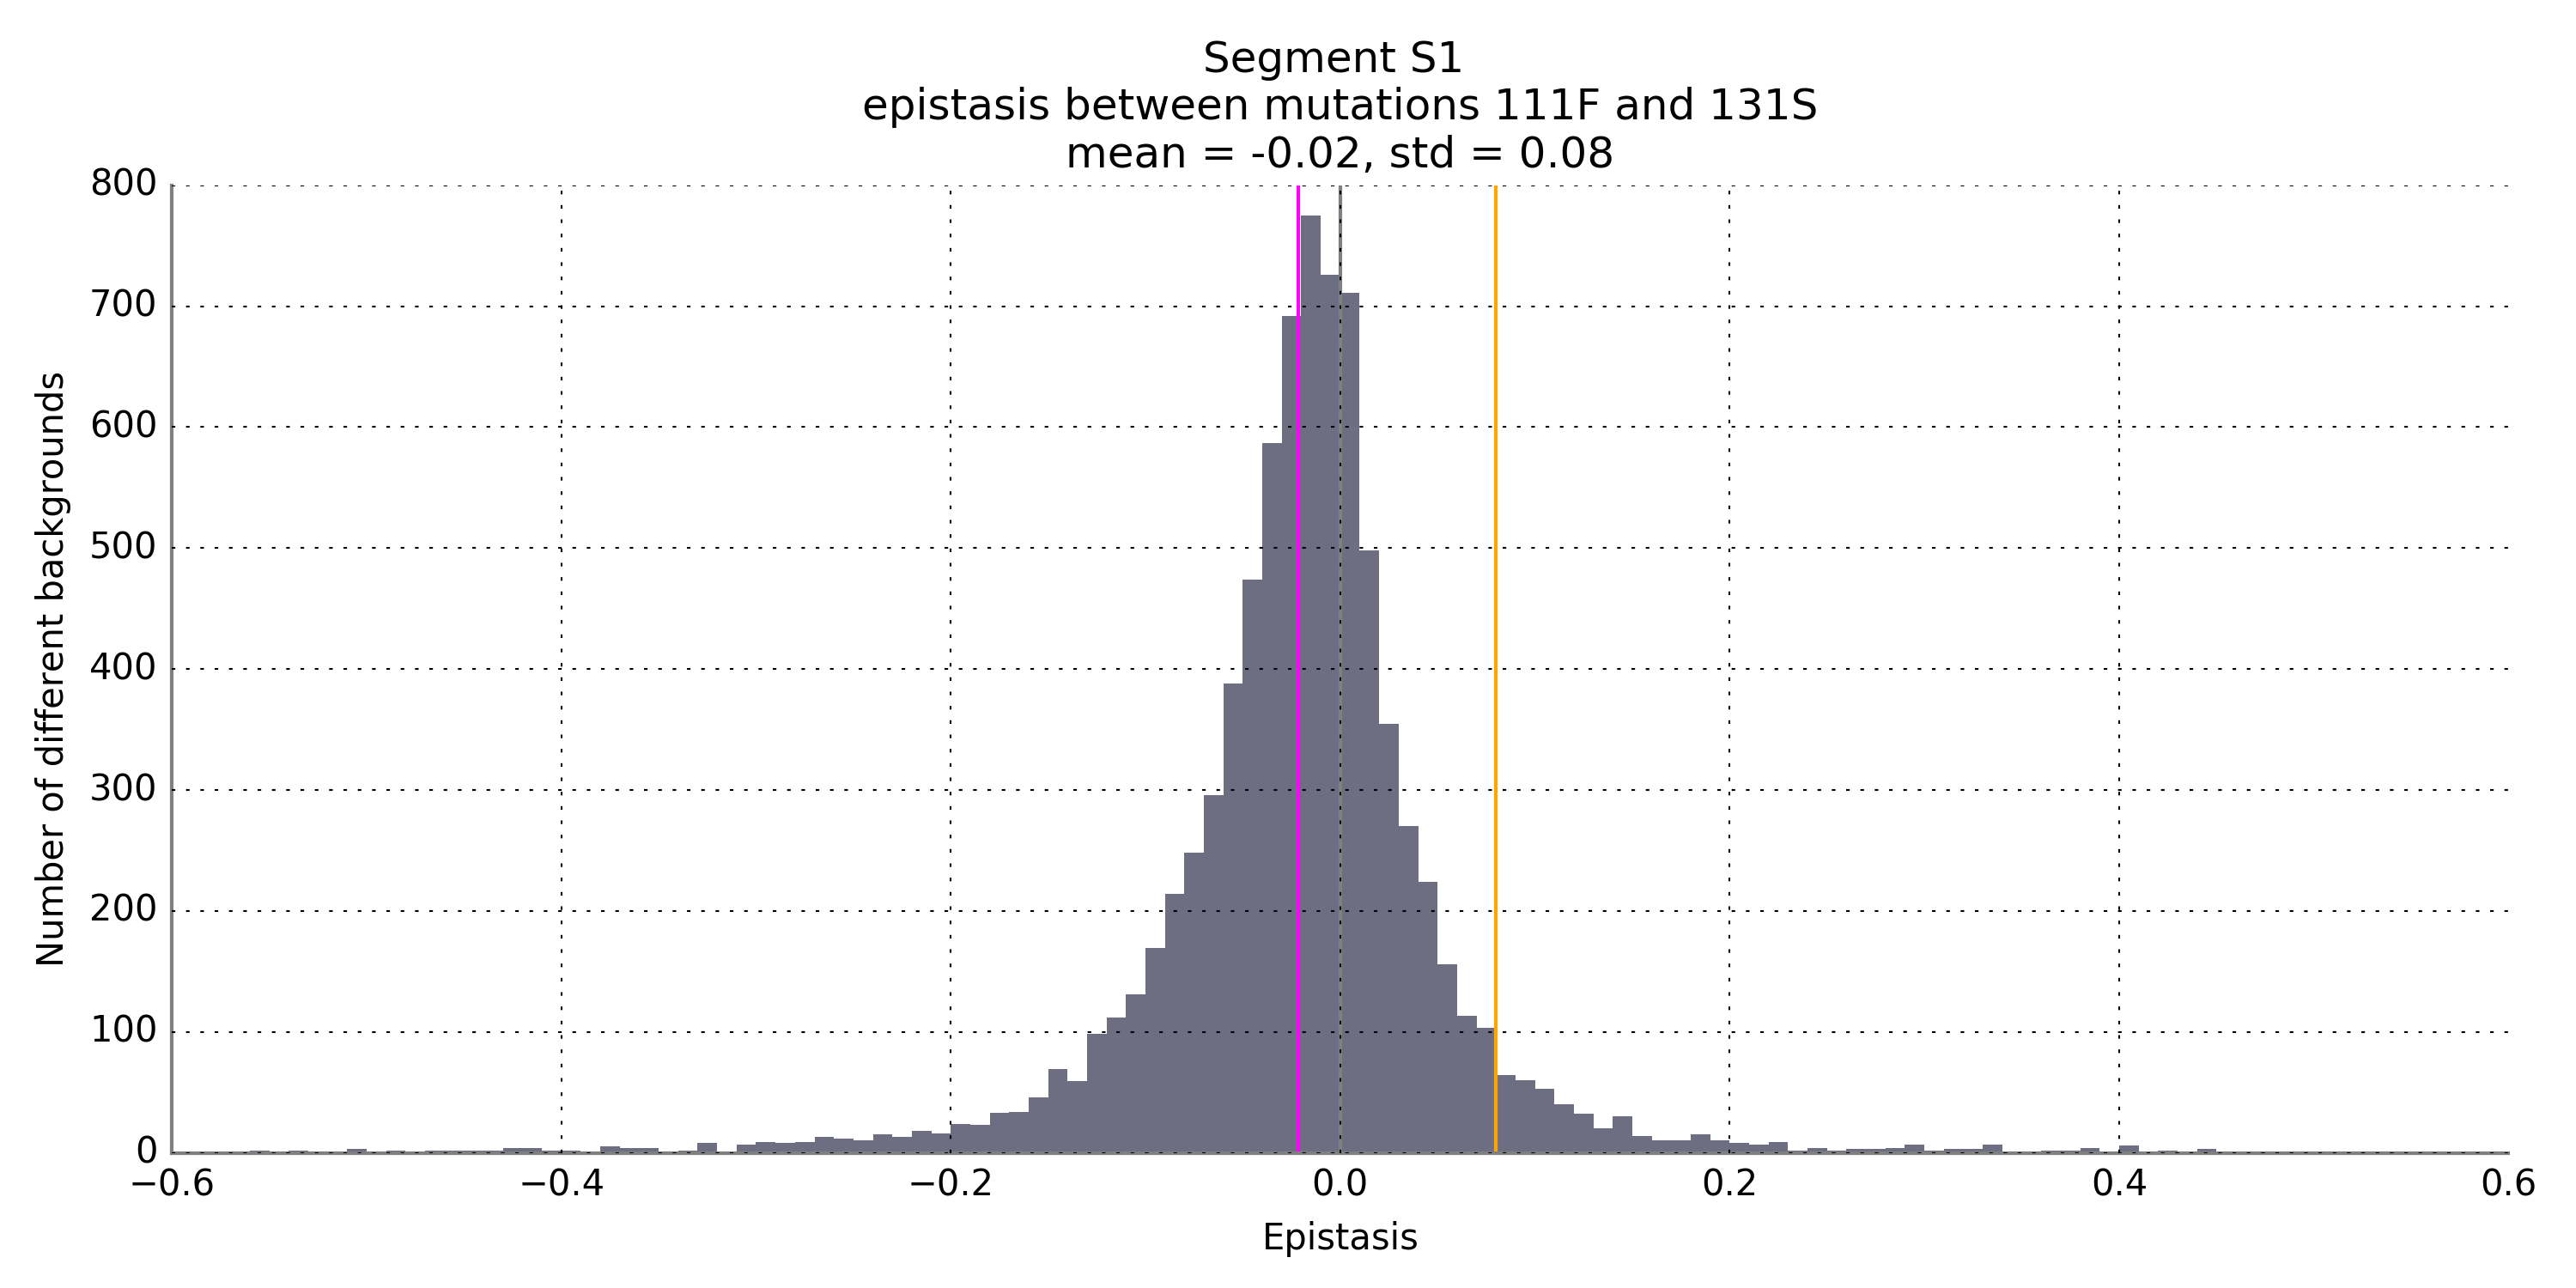 Segment S1
epistasis between mutations 111F and 131S
mean = -0.02, std = 0.08
Number of different backgrounds
800
700
600
500
400
300
200
100
0
−0.6 −0.4 −0.2 0.0 0.2 0.4 0.6
Epistasis